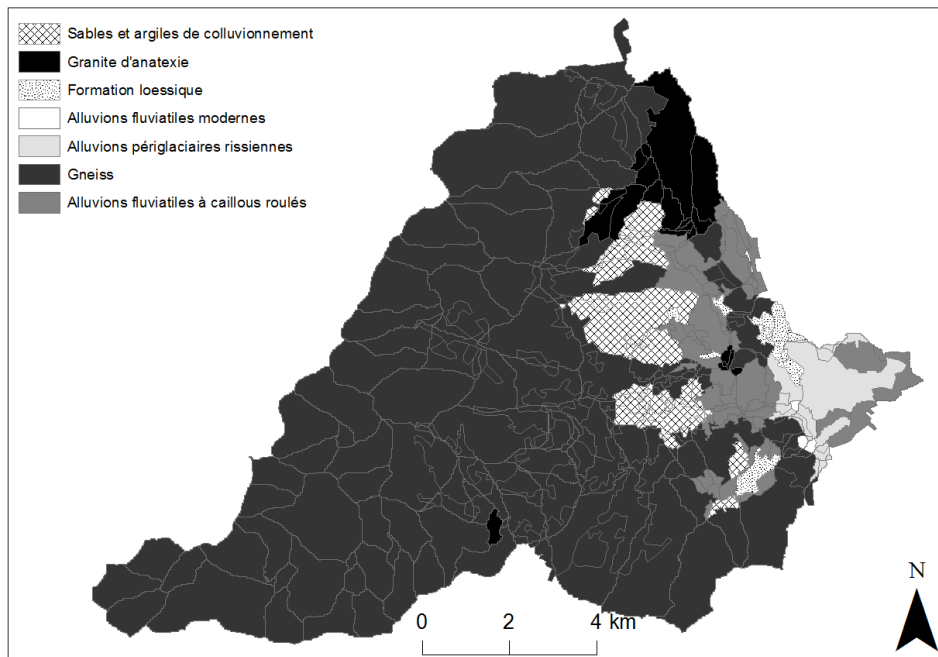 Sables et argiles de colluvionnement
Granite d'anatexie
Formation loessique
Alluvions fluviatiles modernes
Alluvions périglaciaires rissiennes
Gneiss
Alluvions fluviatiles à caillous roulés
N
0 2 4 km